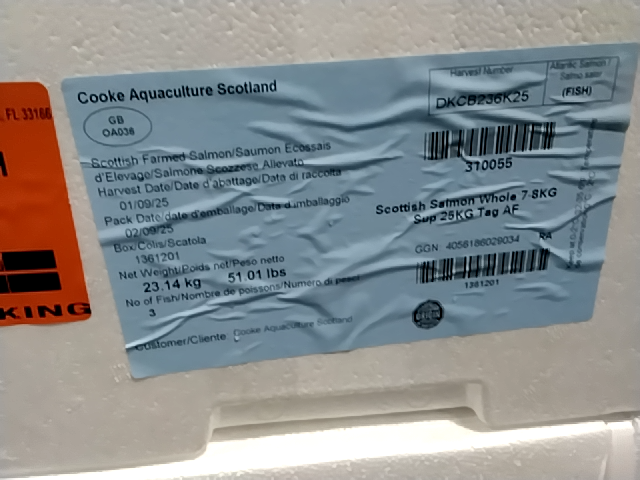 Cooke Aquaculture Scotland
GB
OA036
Scottish Farmed Salmon/Saumon Ecossais
d'Elevage/Salmone Scozzese Allevato
Harvest Date/Date d'abattage/Data di raccolta
01/09/25
Pack Date/date d'emballage/Data d'imballaggio
02/09/25
Box/Colis/Scatola
1361201
Net Weight/Poids net/Peso netto
23.14 kg 51.01 lbs
No of Fish/Nombre de poissons/Numero di pesci
3
Customer/Cliente: Cooke Aquaculture Scotland
Harvest Number
DKCB236K25
Atlantic Salmon /
Salmo salar
(FISH)
310055
Scottish Salmon Whole 7-8KG
Sup 25KG Tag AF
RA
GGN: 4056186029034
1361201
FL 33166
KING